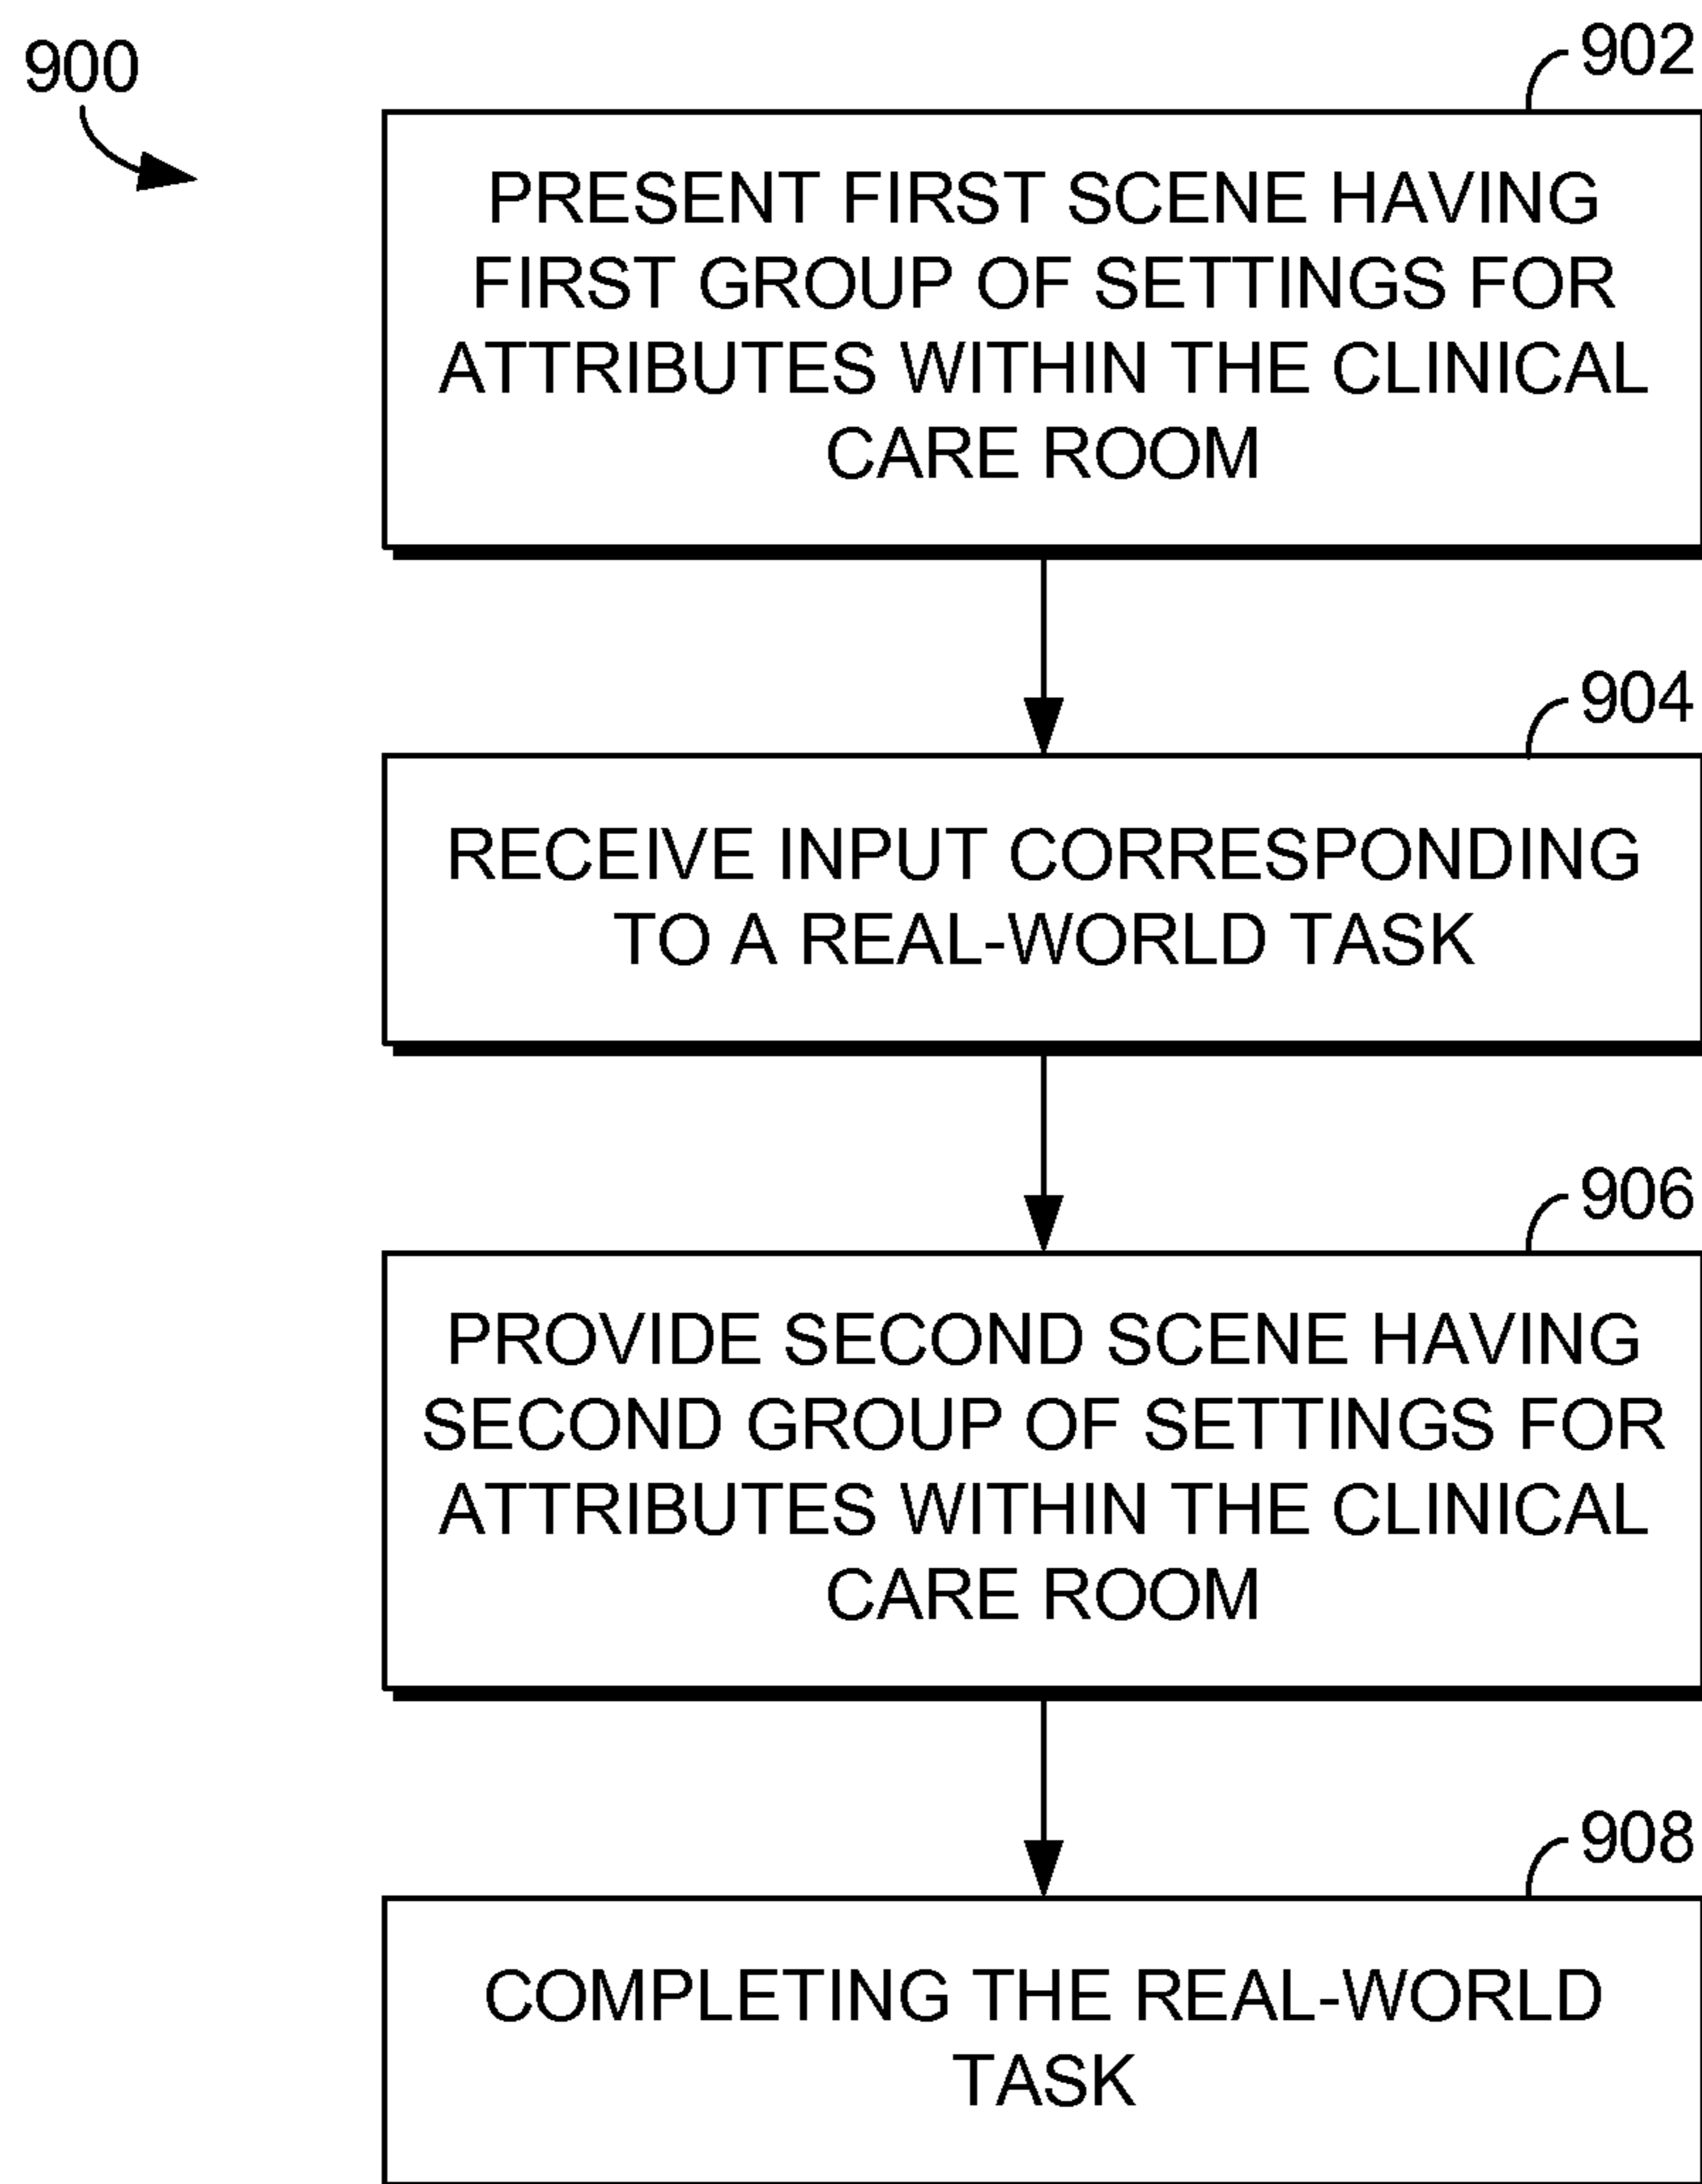 900
902
PRESENT FIRST SCENE HAVING
FIRST GROUP OF SETTINGS FOR
ATTRIBUTES WITHIN THE CLINICAL
CARE ROOM
904
RECEIVE INPUT CORRESPONDING
TO A REAL-WORLD TASK
906
PROVIDE SECOND SCENE HAVING
SECOND GROUP OF SETTINGS FOR
ATTRIBUTES WITHIN THE CLINICAL
CARE ROOM
908
COMPLETING THE REAL-WORLD
TASK